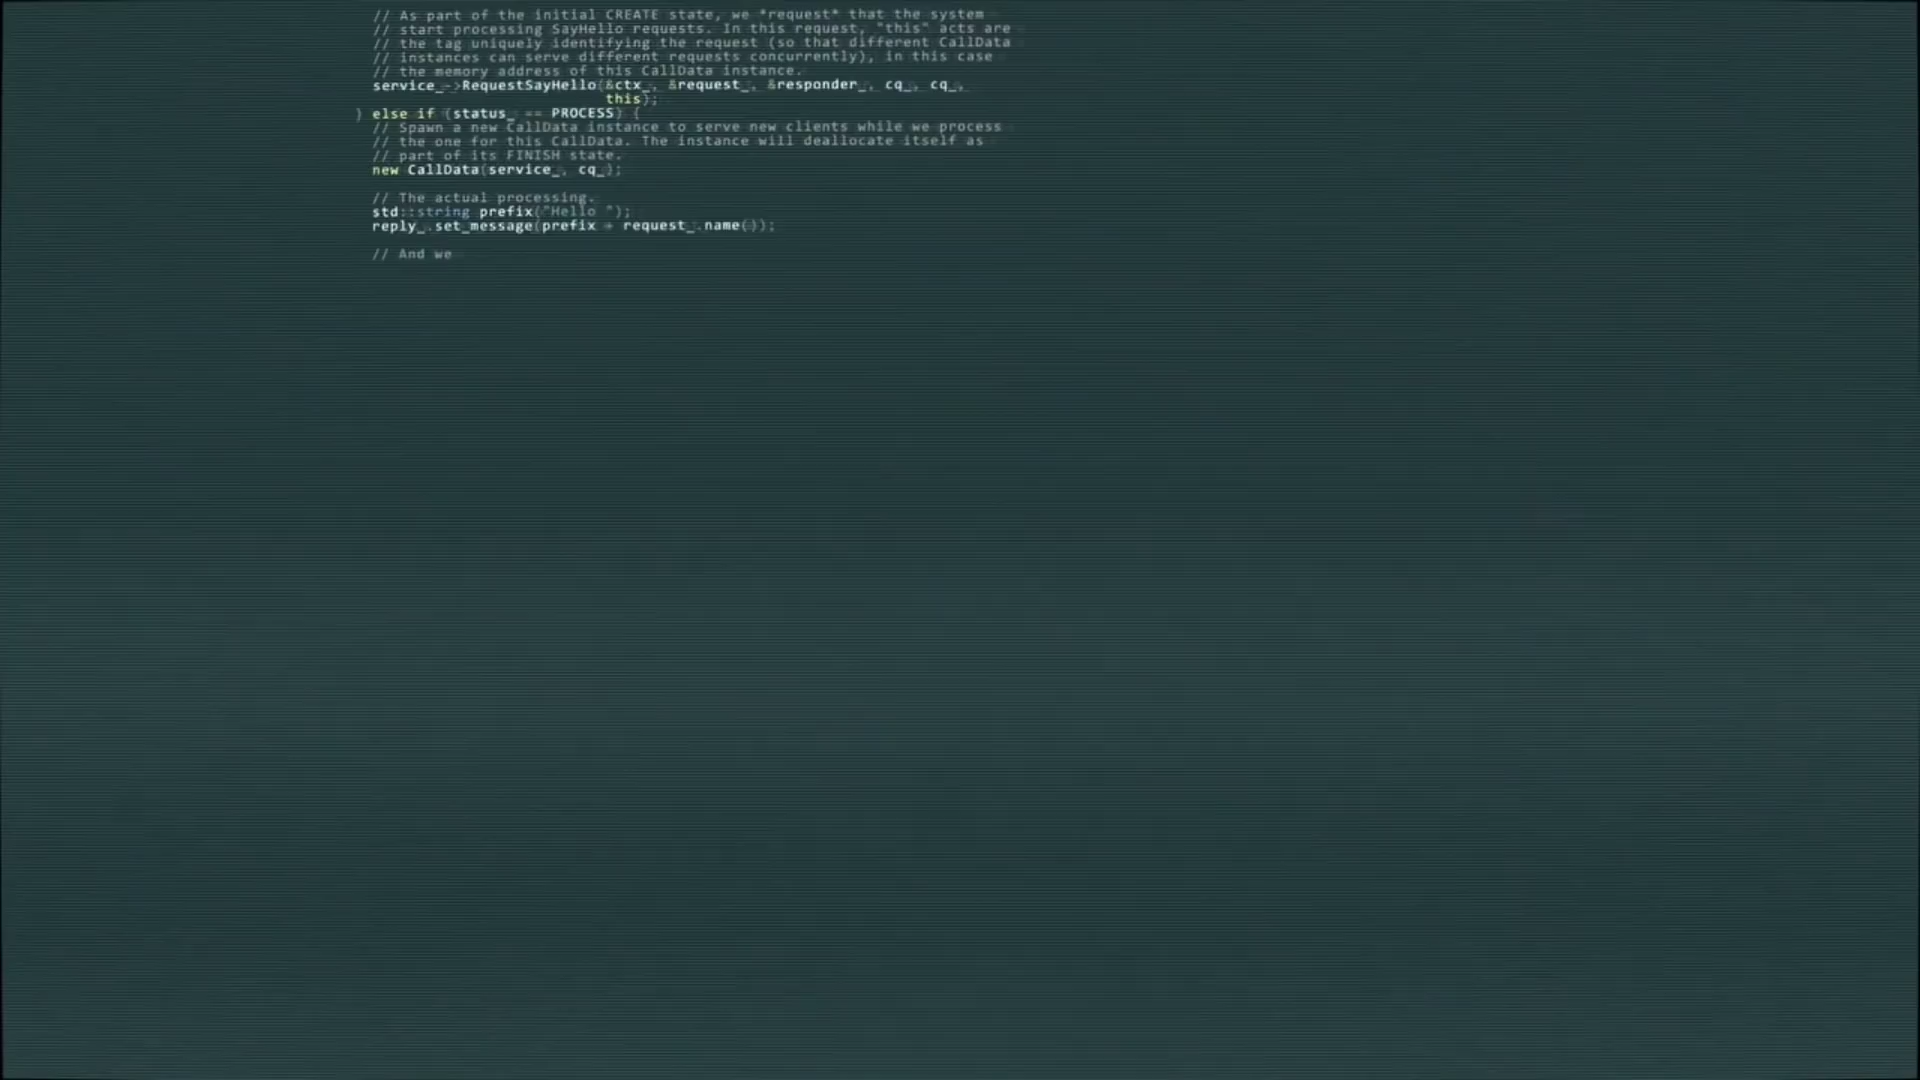 // As part of the initial CREATE state, we *request* that the system
// start processing SayHello requests. In this request, "this" acts are
// the tag uniquely identifying the request (so that different CallData
// instances can serve different requests concurrently), in this case
// the memory address of this CallData instance.
service_->RequestSayHello(&ctx_, &request_, &responder_, cq_, cq_,
this);
} else if (status_ == PROCESS) {
// Spawn a new CallData instance to serve new clients while we process
// the one for this CallData. The instance will deallocate itself as
// part of its FINISH state.
new CallData(service_, cq_);
// The actual processing.
std::string prefix("Hello ");
reply_.set_message(prefix + request_.name());
// And we